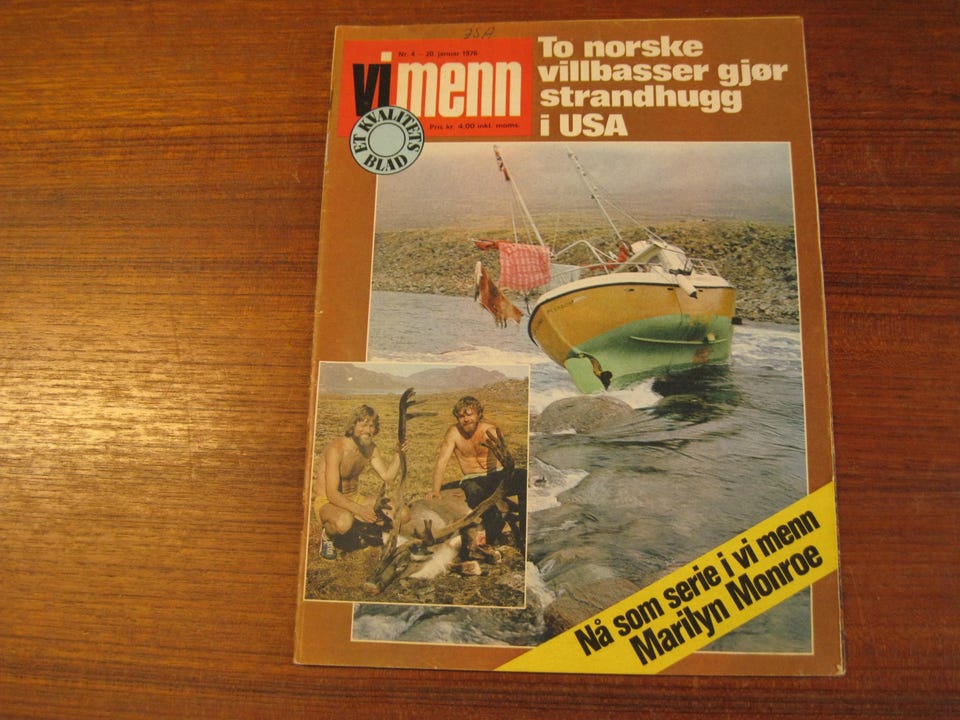 JSA
Nr. 4 – 20. januar 1976
vi menn
Pris kr. 4,00 inkl. moms.
ET KVALITETS
BLAD
To norske
villbasser gjør
strandhugg
i USA
Nå som serie i vi menn
Marilyn Monroe